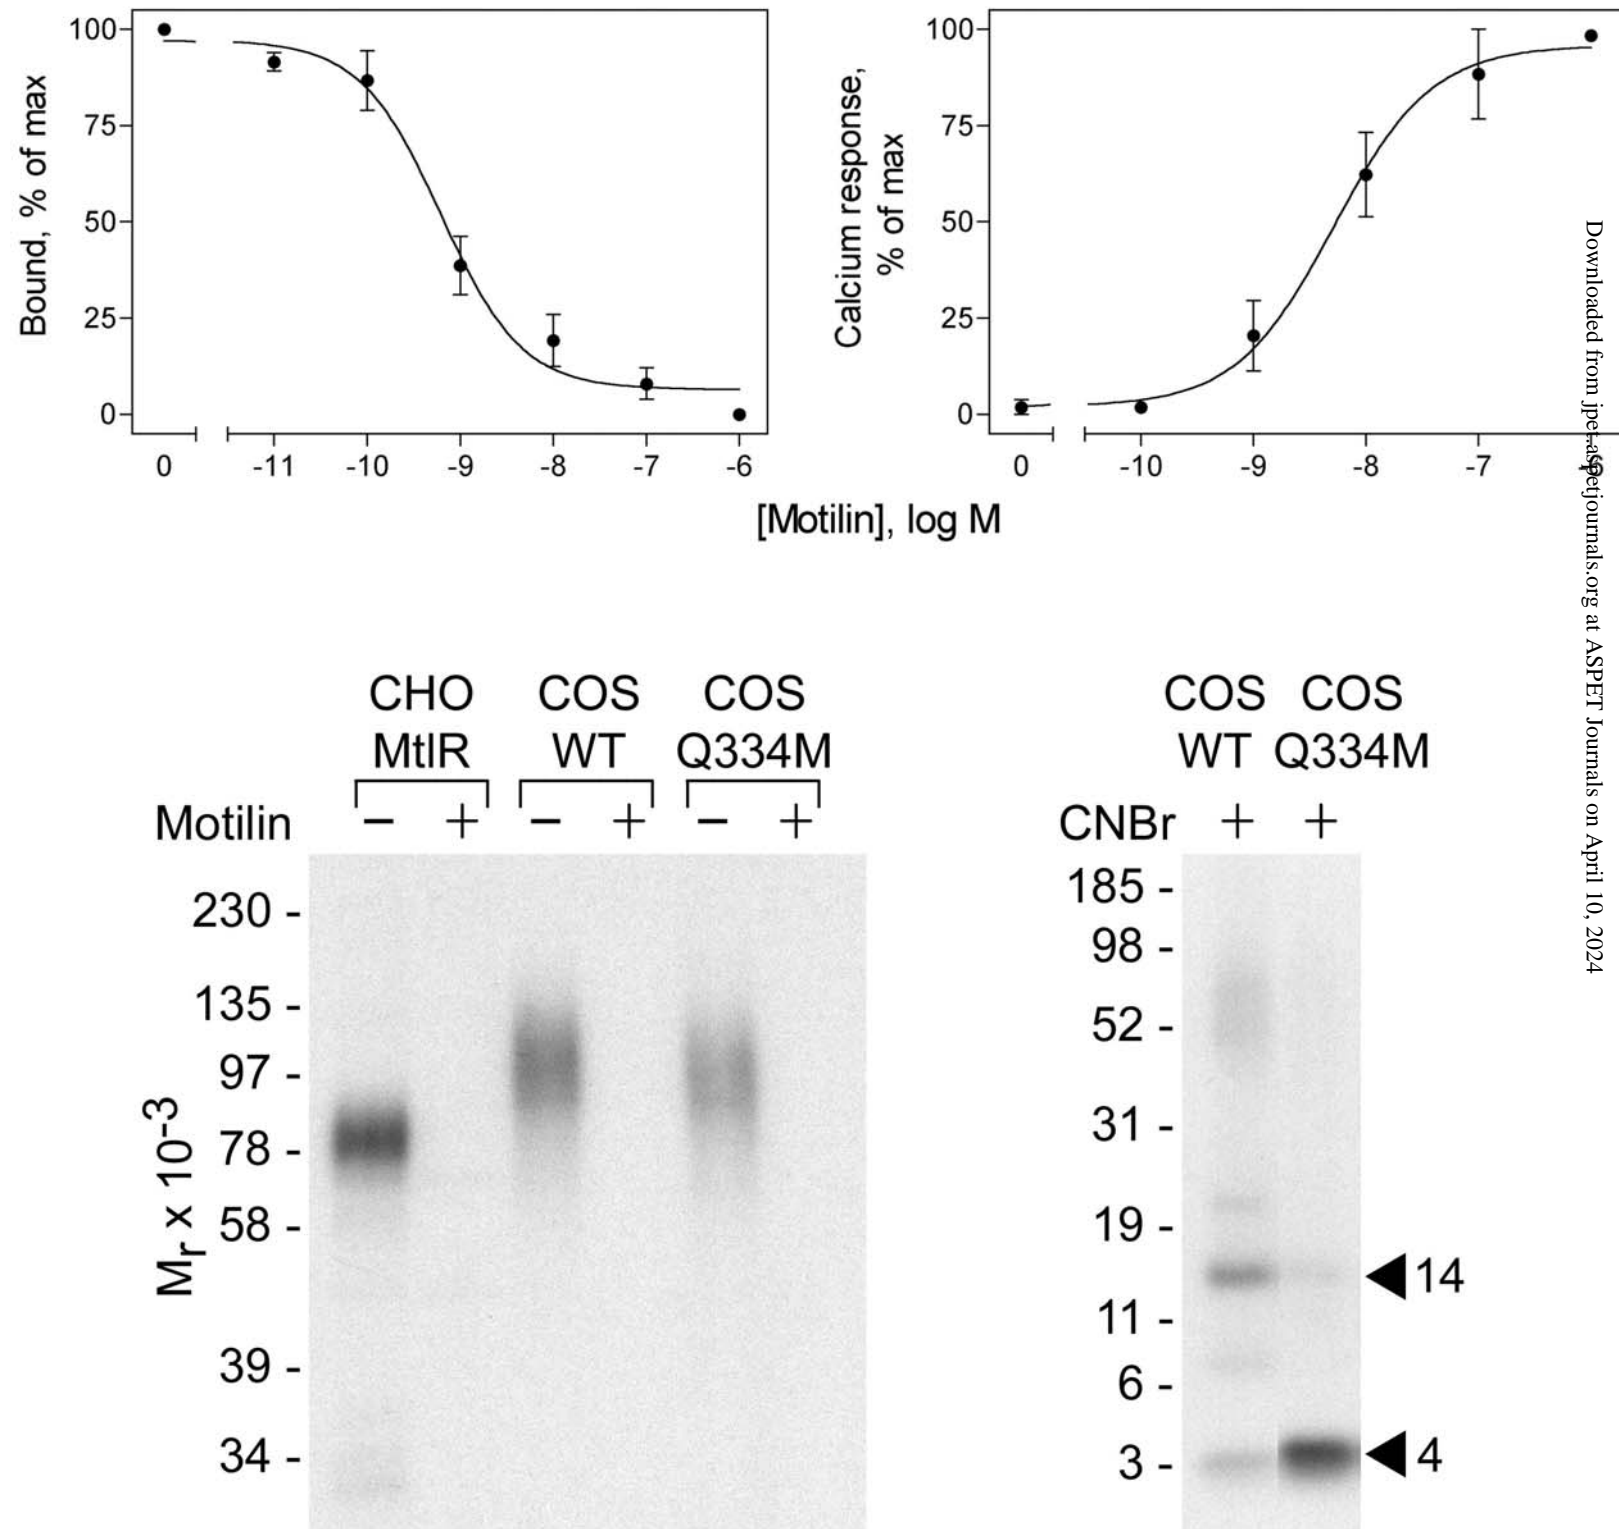 100
75
50
25
0
Bound, % of max
0 -11 -10 -9 -8 -7 -6
100
75
50
25
0
Calcium response,
% of max
0 -10 -9 -8 -7
[Motilin], log M
Downloaded from jpet.aspetjournals.org at ASPET Journals on April 10, 2024
CHO COS COS
MtlR WT Q334M
Motilin − + − + − +
230 -
135 -
97 -
78 -
58 -
39 -
34 -
Mr x 10-3
COS COS
WT Q334M
CNBr + +
185 -
98 -
52 -
31 -
19 -
11 -
6 -
3 -
14
4